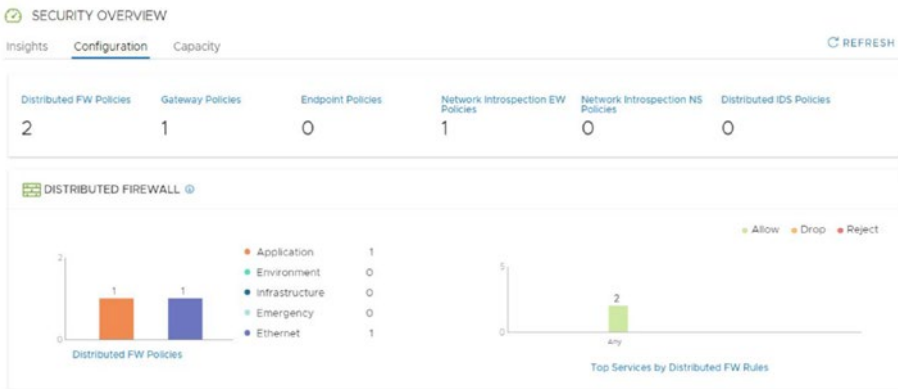 SECURITY OVERVIEW
Insights Configuration Capacity
REFRESH
Distributed FW Policies
2
Gateway Policies
1
Endpoint Policies
0
Network Introspection EW
Policies
1
Network Introspection NS
Policies
0
Distributed IDS Policies
0
DISTRIBUTED FIREWALL
2
1
1
0
Distributed FW Policies
Application 1
Environment 0
Infrastructure 0
Emergency 0
Ethernet 1
Allow Drop Reject
5
2
0
Any
Top Services by Distributed FW Rules